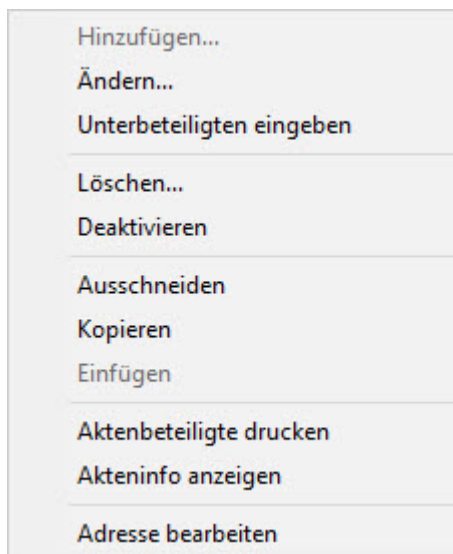 Hinzufügen...
Ändern...
Unterbeteiligten eingeben
Löschen...
Deaktivieren
Ausschneiden
Kopieren
Einfügen
Aktenbeteiligte drucken
Akteninfo anzeigen
Adresse bearbeiten